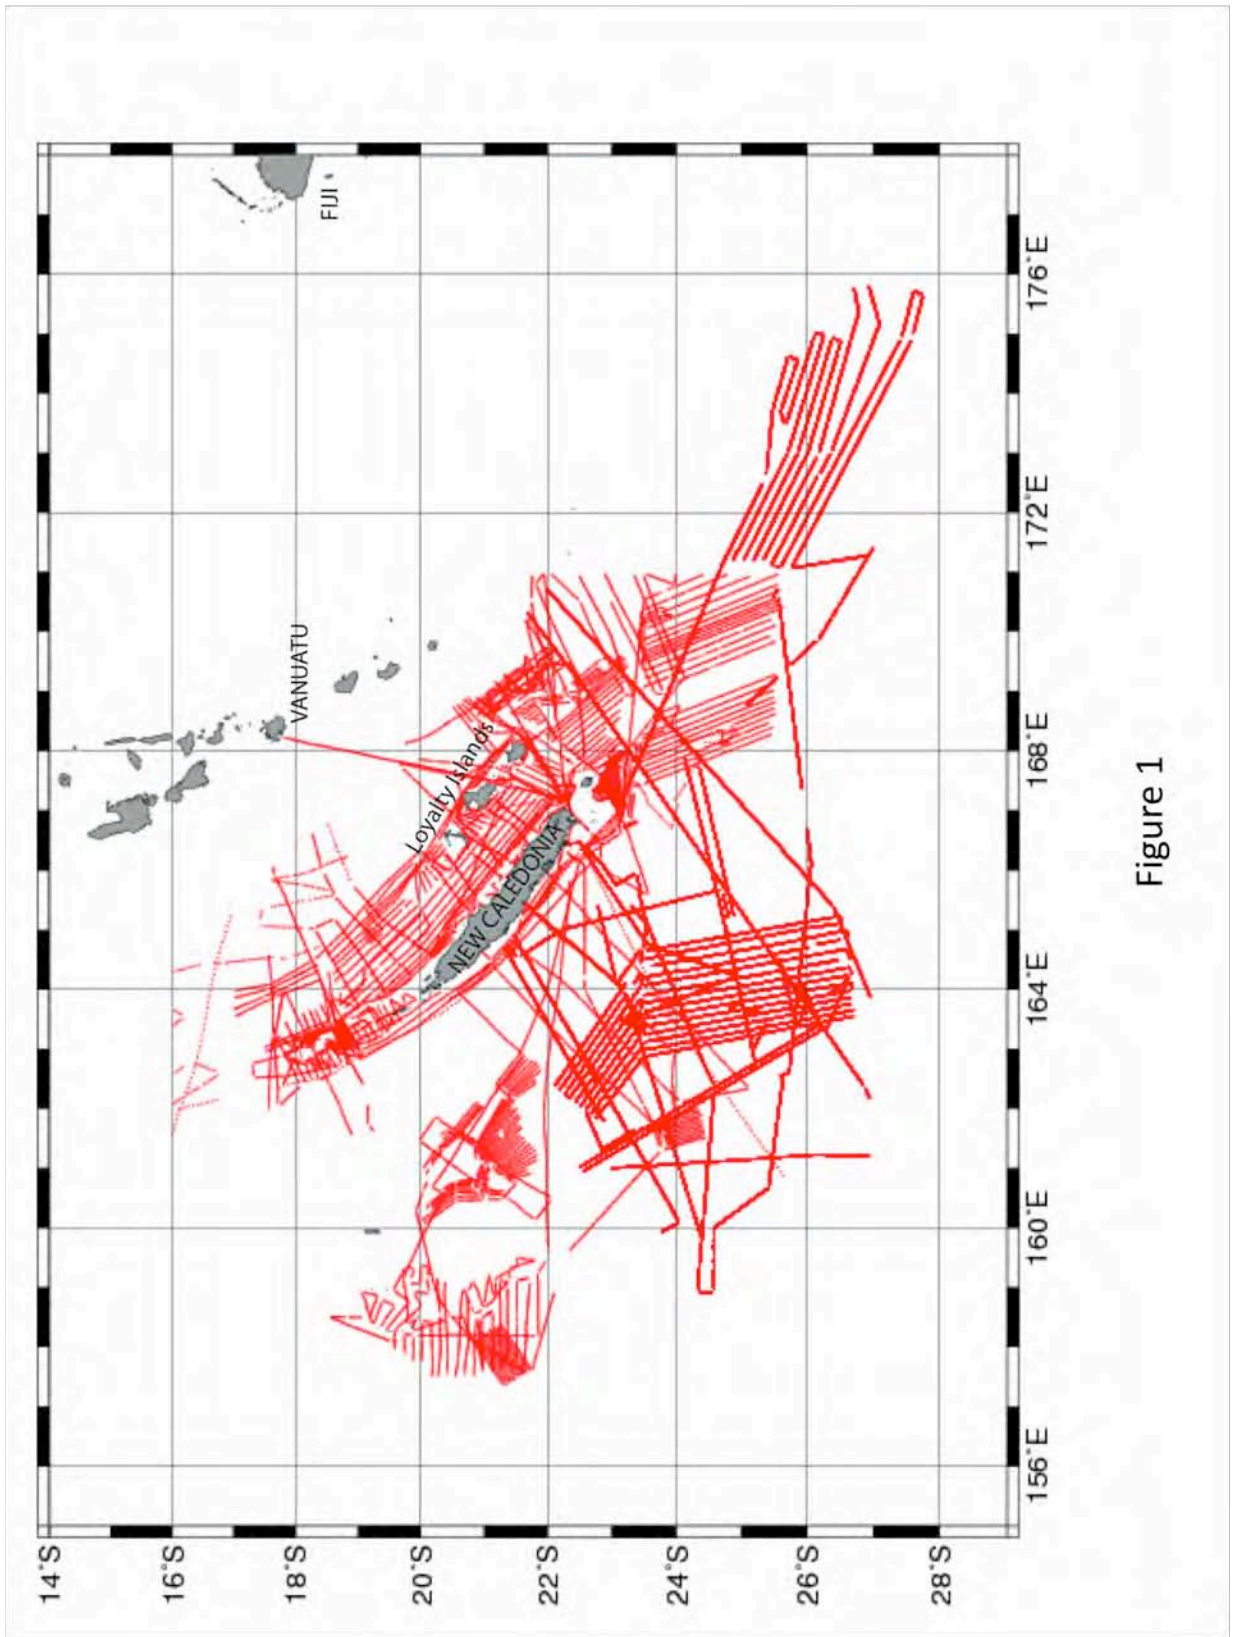 14°S
16°S
18°S
20°S
22°S
24°S
26°S
28°S
156°E
160°E
164°E
168°E
172°E
176°E
VANUATU
FIJI
Loyalty Islands
NEW CALEDONIA
Figure 1